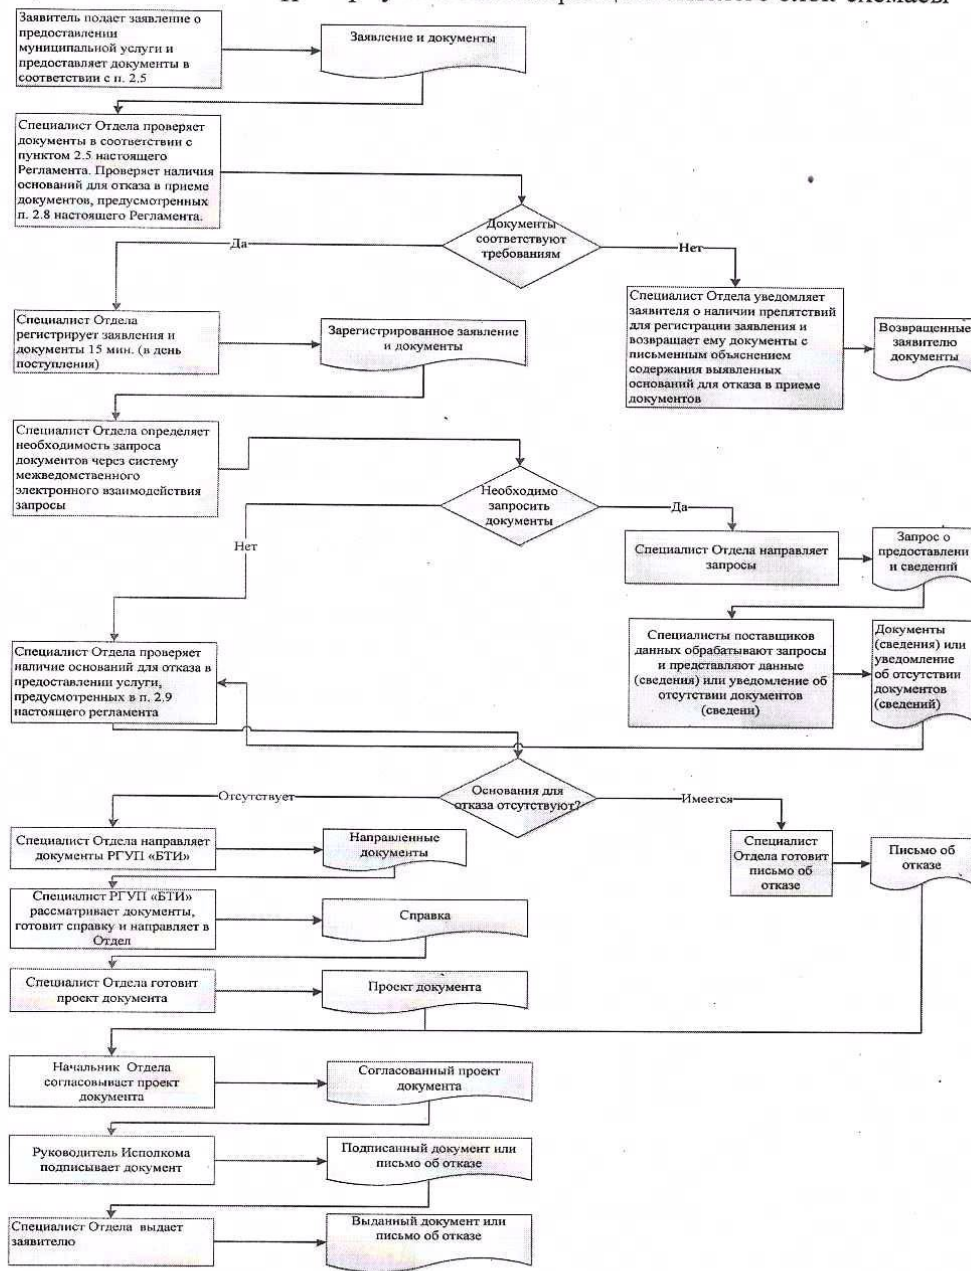 блок-схемасы
Заявитель подает заявление о
предоставлении
муниципальной услуги и
предоставляет документы в
соответствии с п. 2.5
Заявление и документы
Специалист Отдела проверяет
документы в соответствии с
пунктом 2.5 настоящего
Регламента. Проверяет наличия
оснований для отказа в приеме
документов, предусмотренных
п. 2.8 настоящего Регламента.
Документы
соответствуют
требованиям
Да
Нет
Специалист Отдела
регистрирует заявления и
документы 15 мин. (в день
поступления)
Зарегистрированное заявление
и документы
Специалист Отдела уведомляет
заявителя о наличии препятствий
для регистрации заявления и
возвращает ему документы с
письменным объяснением
содержания выявленных
оснований для отказа в приеме
документов
Возвращенные
заявителю
документы
Специалист Отдела определяет
необходимость запроса
документов через систему
межведомственного
электронного взаимодействия
запросы
Необходимо
запросить
документы
Да
Нет
Специалист Отдела направляет
запросы
Запрос о
предоставлени
и сведений
Специалисты поставщиков
данных обрабатывают запросы
и представляют данные
(сведения) или уведомление об
отсутствии документов
(сведени)
Документы
(сведения) или
уведомление
об отсутствии
документов
(сведений)
Специалист Отдела проверяет
наличие оснований для отказа в
предоставлении услуги,
предусмотренных в п. 2.9
настоящего регламента
Основания для
отказа отсутствуют?
Отсутствует
Имеется
Специалист Отдела направляет
документы РГУП «БТИ»
Направленные
документы
Специалист
Отдела готовит
письмо об
отказе
Письмо об
отказе
Специалист РГУП «БТИ»
рассматривает документы,
готовит справку и направляет в
Отдел
Справка
Специалист Отдела готовит
проект документа
Проект документа
Начальник Отдела
согласовывает проект
документа
Согласованный проект
документа
Руководитель Исполкома
подписывает документ
Подписанный документ или
письмо об отказе
Специалист Отдела выдает
заявителю
Выданный документ или
письмо об отказе